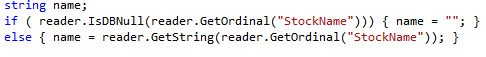 string name;
if ( reader.IsDBNull(reader.GetOrdinal("StockName"))) { name = ""; }
else { name = reader.GetString(reader.GetOrdinal("StockName")); }